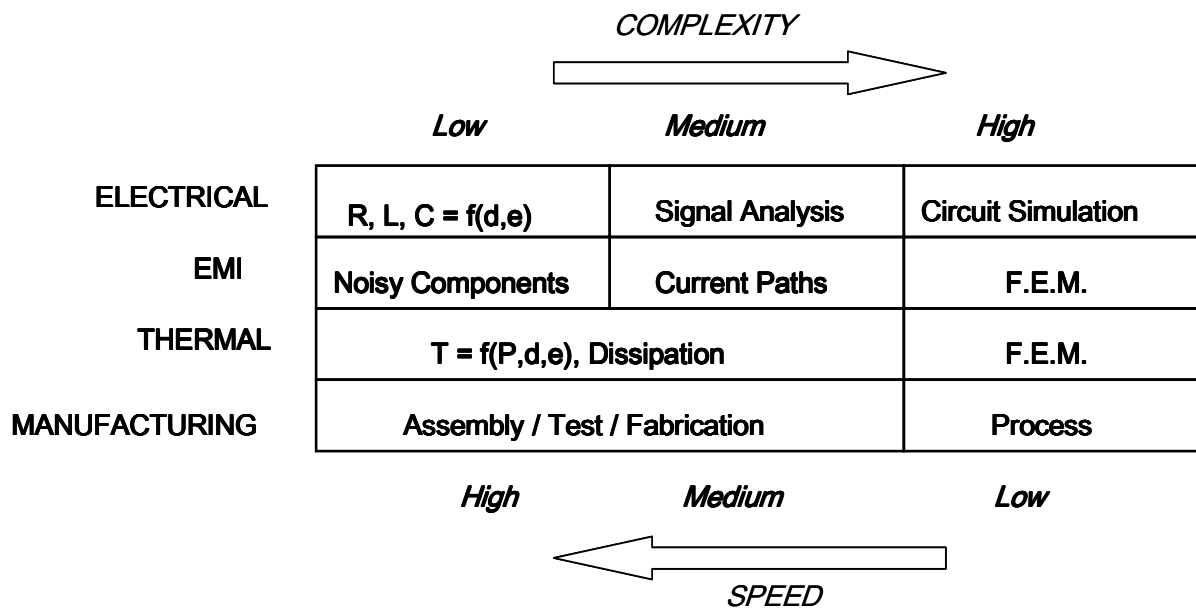 COMPLEXITY
Low Medium High
ELECTRICAL R, L, C = f(d,e) Signal Analysis Circuit Simulation
EMI Noisy Components Current Paths F.E.M.
THERMAL T = f(P,d,e), Dissipation F.E.M.
MANUFACTURING Assembly / Test / Fabrication Process
High Medium Low
SPEED